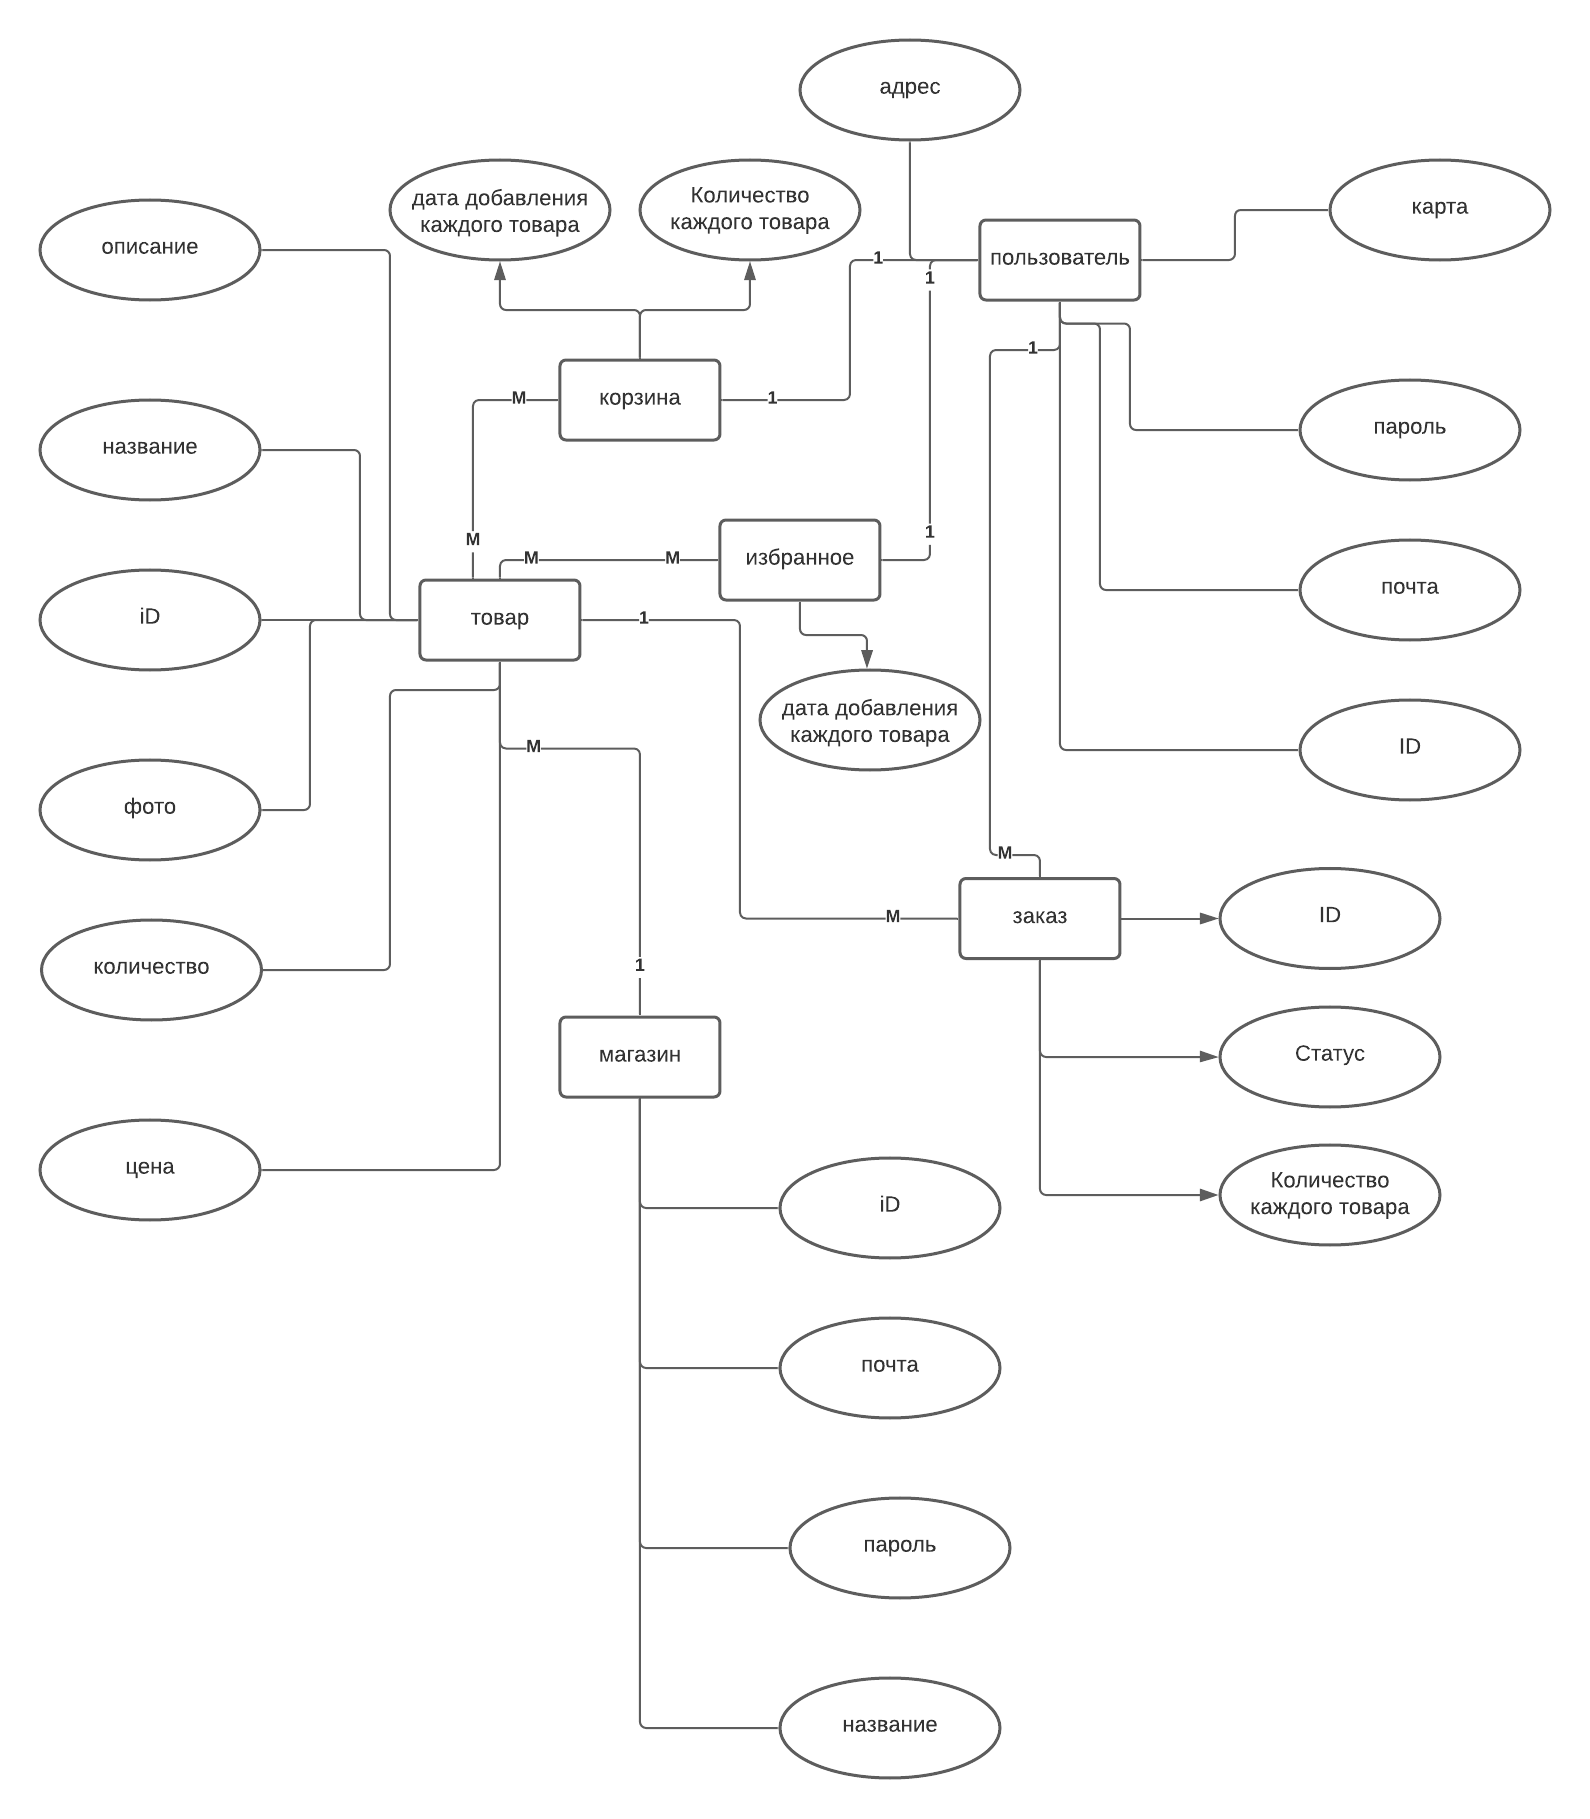 адрес
дата добавления
каждого товара
Количество
каждого товара
карта
описание
пользователь
1
1
1
корзина
M
1
пароль
название
M
избранное
M
M
1
почта
iD
товар
1
дата добавления
каждого товара
M
ID
фото
M
количество
1
M
заказ
ID
магазин
Статус
цена
iD
Количество
каждого товара
почта
пароль
название